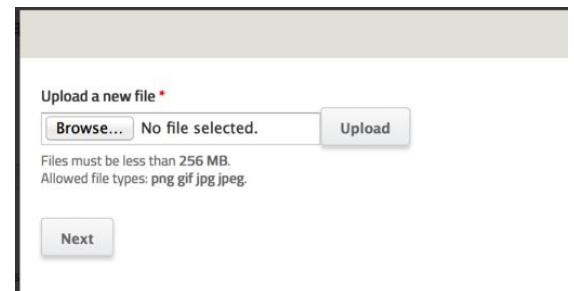 Upload a new file *
Browse... No file selected. Upload
Files must be less than 256 MB.
Allowed file types: png gif jpg jpeg.
Next